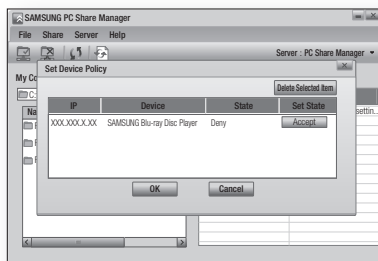 SAMSUNG PC Share Manager
File Share Server Help
Server : PC Share Manager
Set Device Policy
My Co
Delete Selected Item
C:
IP Device State Set State
Na
settin...
XXX.XXX.X.XX SAMSUNG Blu-ray Disc Player Deny Accept
OK Cancel